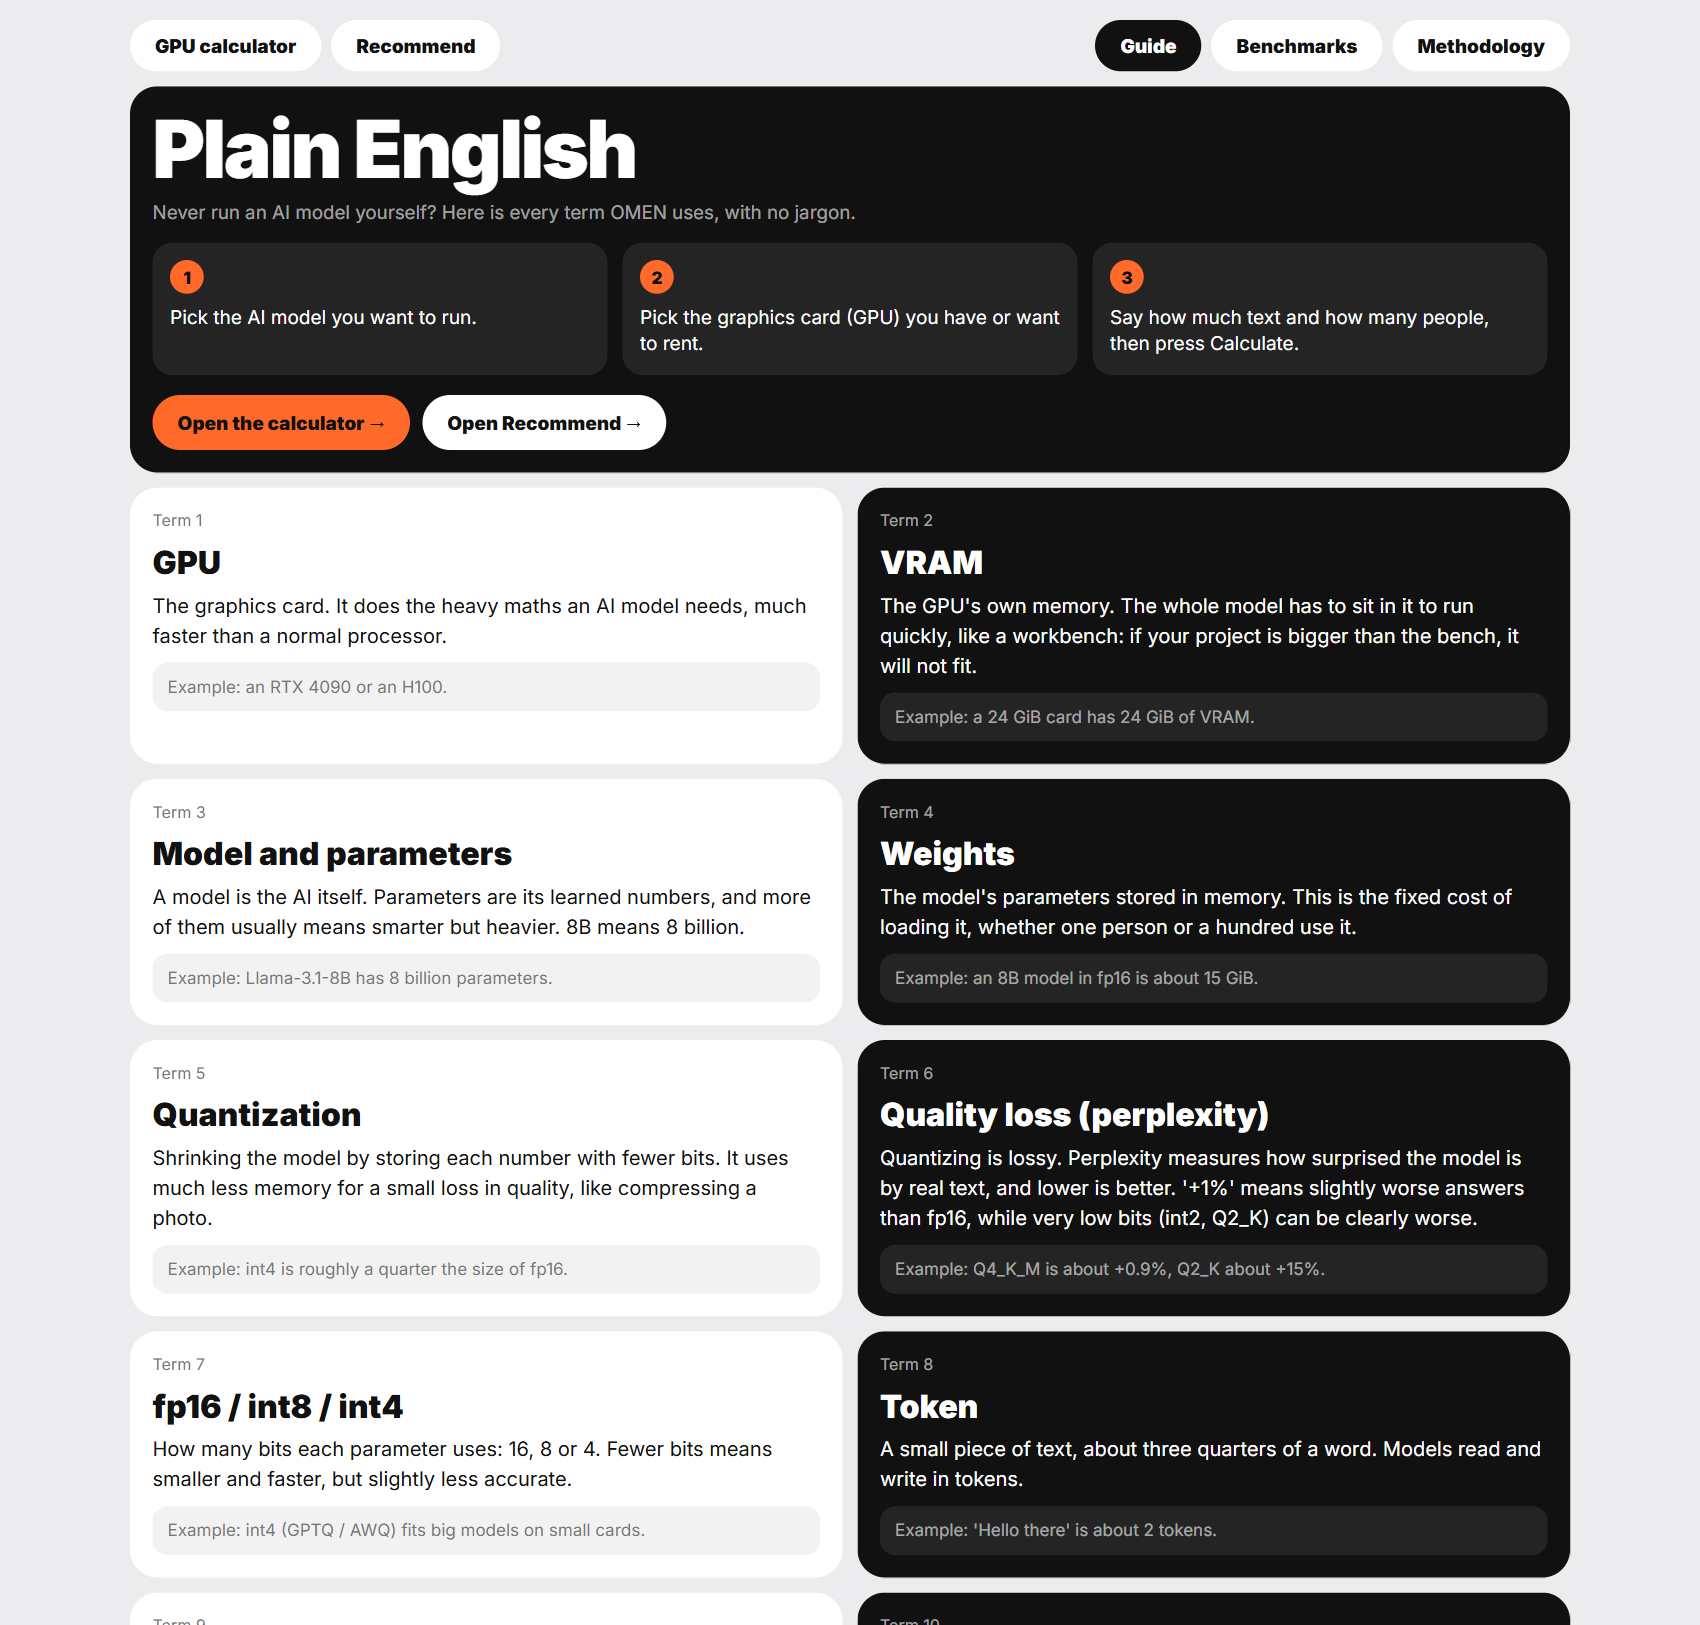 GPU calculator
Recommend
Guide
Benchmarks
Methodology
Plain English
Never run an AI model yourself? Here is every term OMEN uses, with no jargon.
1
Pick the AI model you want to run.
2
Pick the graphics card (GPU) you have or want
to rent.
3
Say how much text and how many people,
then press Calculate.
Open the calculator →
Open Recommend →
Term 1
GPU
The graphics card. It does the heavy maths an AI model needs, much
faster than a normal processor.
Example: an RTX 4090 or an H100.
Term 2
VRAM
The GPU's own memory. The whole model has to sit in it to run
quickly, like a workbench: if your project is bigger than the bench, it
will not fit.
Example: a 24 GiB card has 24 GiB of VRAM.
Term 3
Model and parameters
A model is the AI itself. Parameters are its learned numbers, and more
of them usually means smarter but heavier. 8B means 8 billion.
Example: Llama-3.1-8B has 8 billion parameters.
Term 4
Weights
The model's parameters stored in memory. This is the fixed cost of
loading it, whether one person or a hundred use it.
Example: an 8B model in fp16 is about 15 GiB.
Term 5
Quantization
Shrinking the model by storing each number with fewer bits. It uses
much less memory for a small loss in quality, like compressing a
photo.
Example: int4 is roughly a quarter the size of fp16.
Term 6
Quality loss (perplexity)
Quantizing is lossy. Perplexity measures how surprised the model is
by real text, and lower is better. '+1%' means slightly worse answers
than fp16, while very low bits (int2, Q2_K) can be clearly worse.
Example: Q4_K_M is about +0.9%, Q2_K about +15%.
Term 7
fp16 / int8 / int4
How many bits each parameter uses: 16, 8 or 4. Fewer bits means
smaller and faster, but slightly less accurate.
Example: int4 (GPTQ / AWQ) fits big models on small cards.
Term 8
Token
A small piece of text, about three quarters of a word. Models read and
write in tokens.
Example: 'Hello there' is about 2 tokens.
Term 9
Term 10